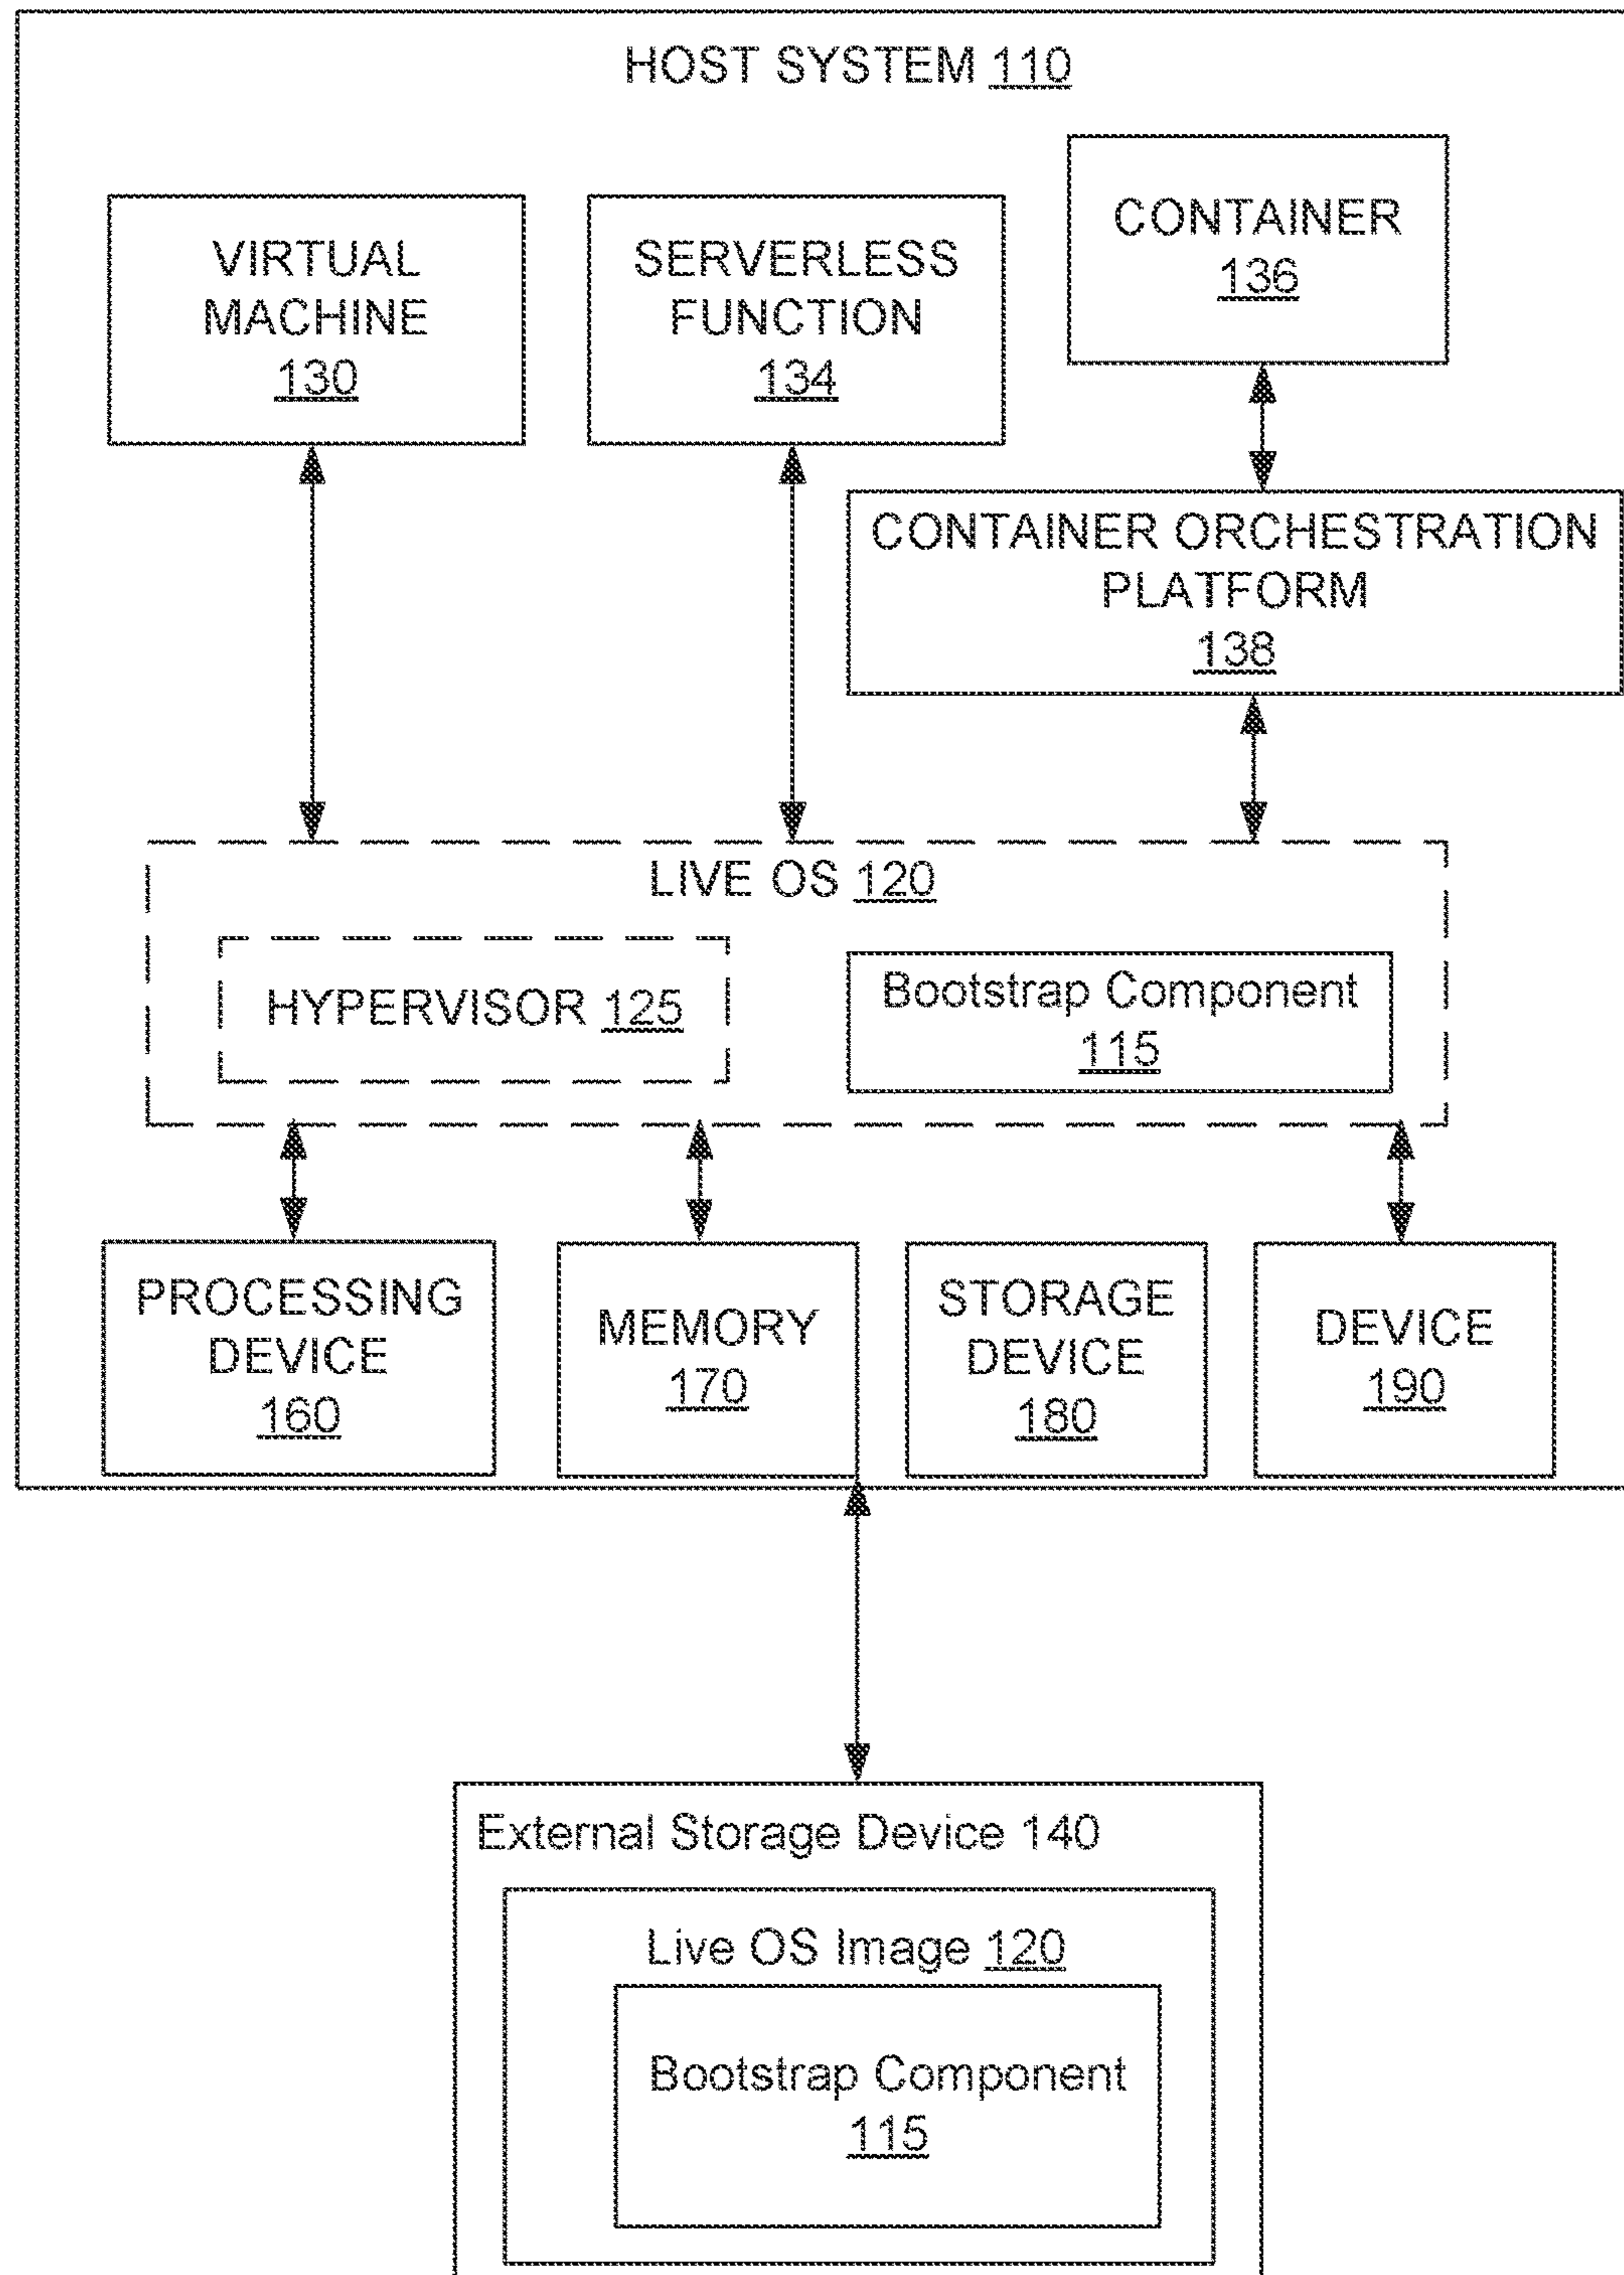 HOST SYSTEM 110
VIRTUAL
MACHINE
130
SERVERLESS
FUNCTION
134
CONTAINER
136
CONTAINER ORCHESTRATION
PLATFORM
138
LIVE OS 120
HYPERVISOR 125
Bootstrap Component
115
PROCESSING
DEVICE
160
MEMORY
170
STORAGE
DEVICE
180
DEVICE
190
External Storage Device 140
Live OS Image 120
Bootstrap Component
115